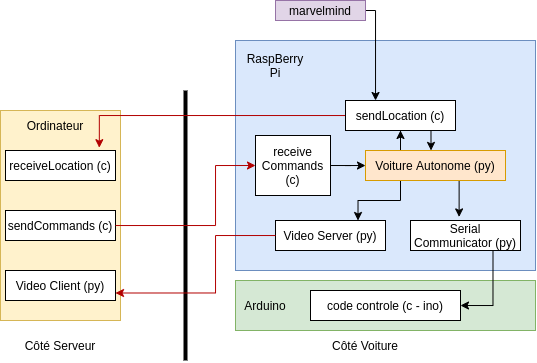 marvelmind
RaspBerry
Pi
sendLocation (c)
Ordinateur
receive
Commands
(c)
receiveLocation (c)
Voiture Autonome (py)
sendCommands (c)
Video Server (py)
Serial
Communicator (py)
Video Client (py)
Arduino
code controle (c - ino)
Côté Serveur
Côté Voiture